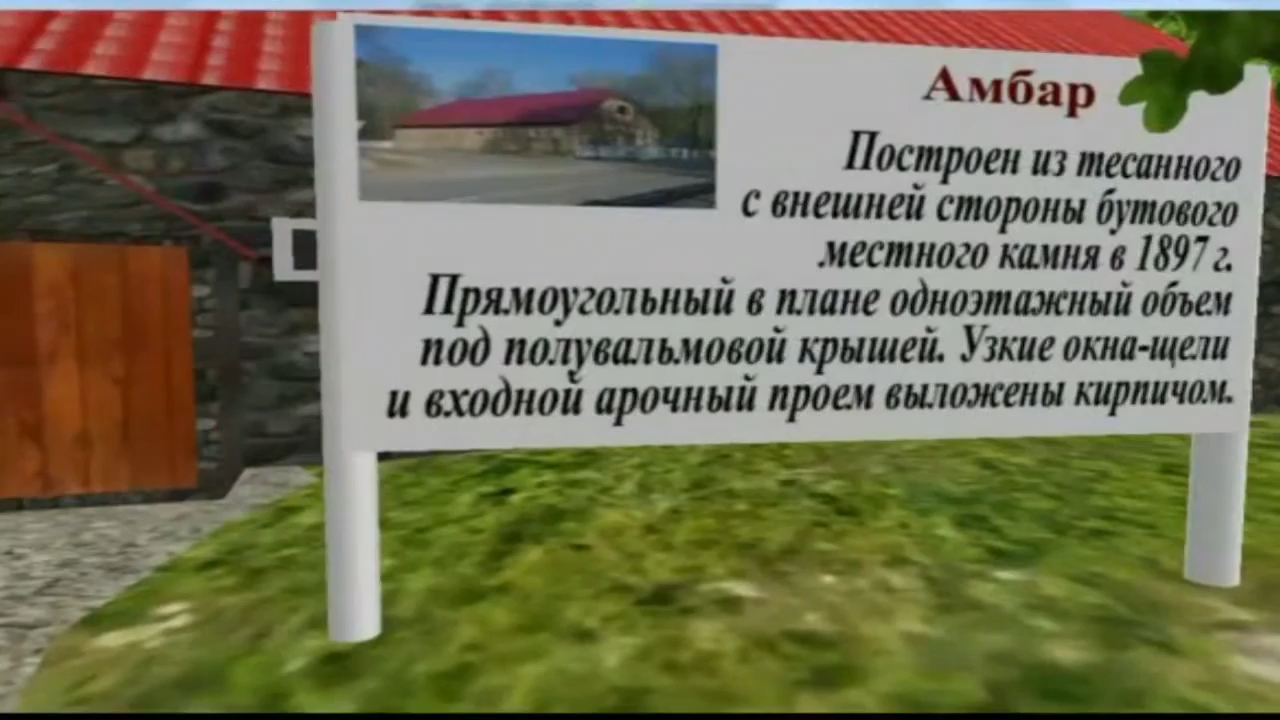 Амбар
Построен из тесанного
с внешней стороны бутового
местного камня в 1897 г.
Прямоугольный в плане одноэтажный объем
под полувальмовой крышей. Узкие окна-щели
и входной арочный проем выложены кирпичом.